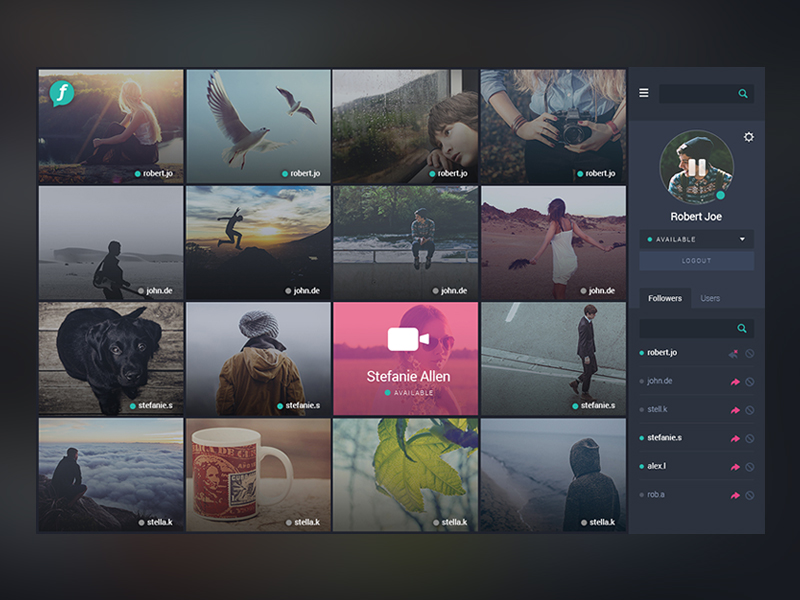 f
robert.jo
robert.jo
robert.jo
robert.jo
john.de
john.de
john.de
john.de
stefanie.s
stefanie.s
Stefanie Allen
AVAILABLE
stefanie.s
stella.k
stella.k
stella.k
stella.k
Robert Joe
AVAILABLE
LOGOUT
Followers
Users
robert.jo
john.de
stell.k
stefanie.s
alex.l
rob.a